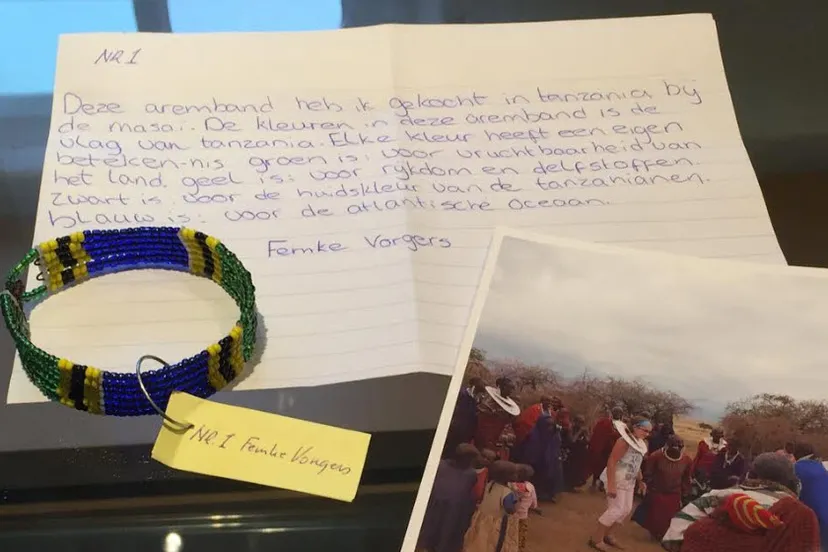 NR.1
Deze aremband heb ik gekocht in tanzania bij
de masai. De kleuren in deze aremband is de
vlag van tanzania. Elke kleur heeft een eigen
beteken-nis groen is: voor vruchtbaarheid van
het land. geel is: voor rijkdom en delfstoffen.
zwart is: voor de huidskleur van de tanzanianen.
blauw is: voor de atlantische oceaan.
Femke Vorgers
NR.1 Femke Vorgers